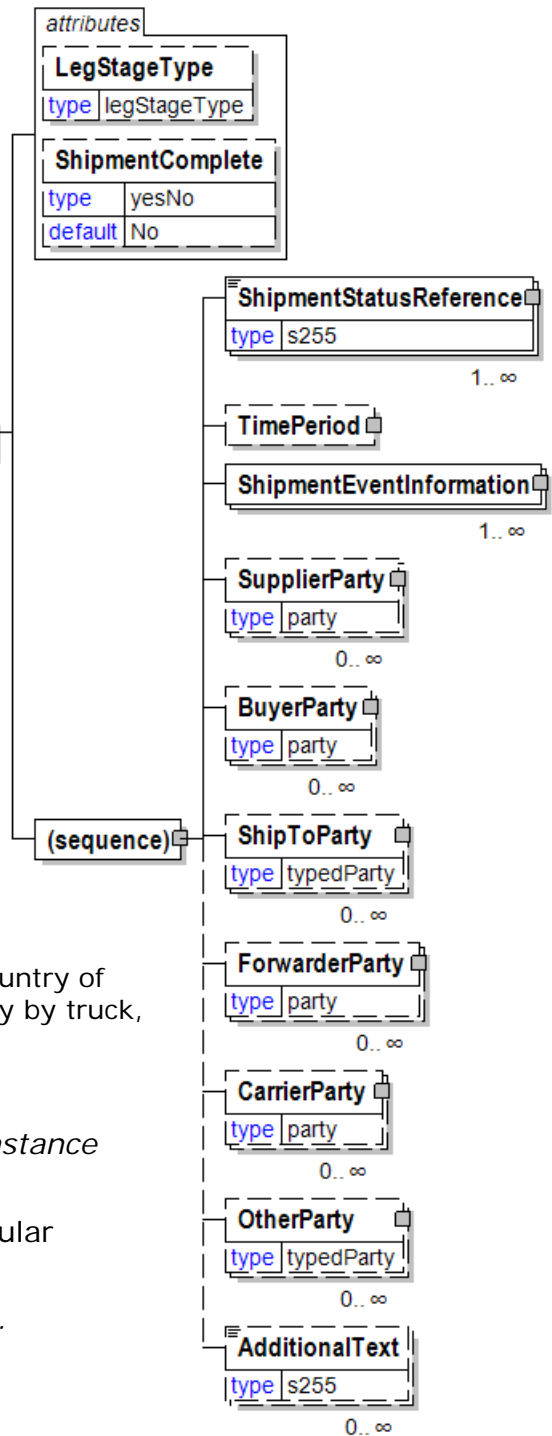 attributes
LegStageType
type legStageType
ShipmentComplete
type yesNo
default No
ShipmentStatusReference
type s255
1.. ∞
TimePeriod
ShipmentEventInformation
1.. ∞
SupplierParty
type party
0.. ∞
BuyerParty
type party
0.. ∞
(sequence)
ShipToParty
type typedParty
0.. ∞
ForwarderParty
type party
0.. ∞
CarrierParty
type party
0.. ∞
OtherParty
type typedParty
0.. ∞
AdditionalText
type s255
0.. ∞
by truck,